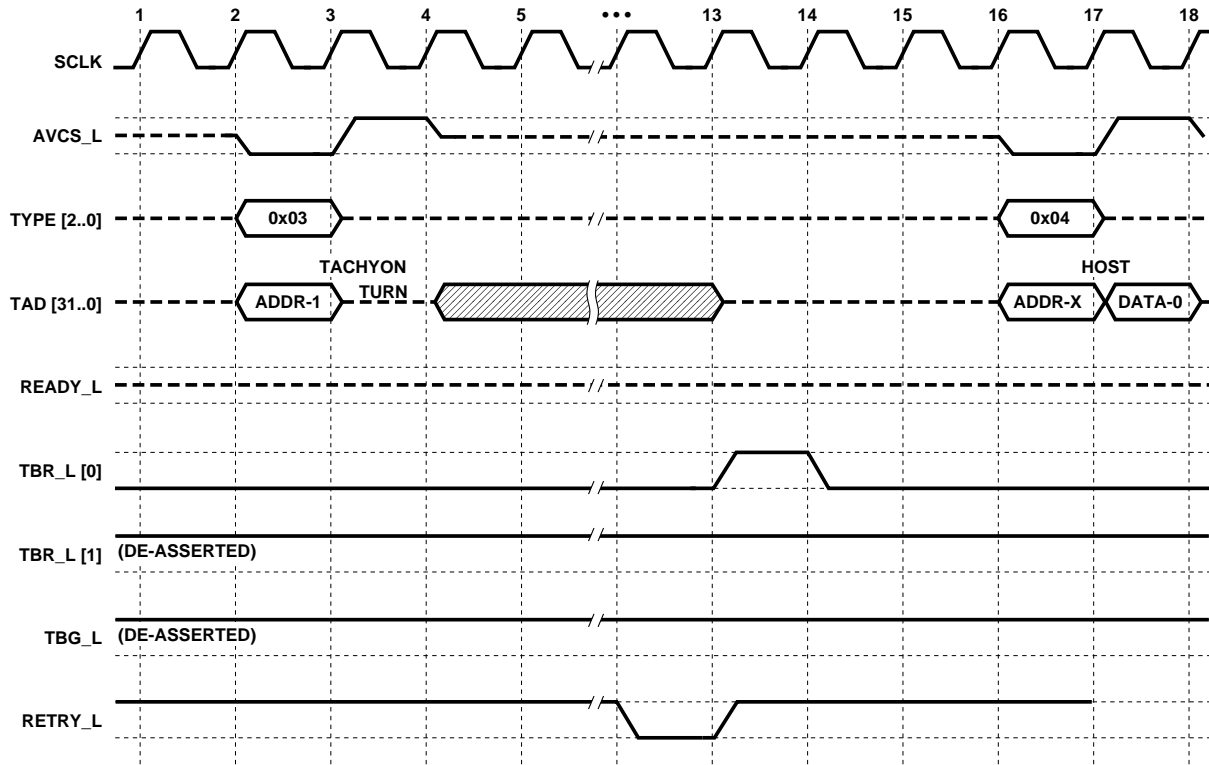 1 2 3 4 5 ••• 13 14 15 16 17 18
SCLK
AVCS_L
TYPE [2..0] 0x03 0x04
TACHYON HOST
TURN
TAD [31..0] ADDR-1 ADDR-X DATA-0
READY_L
TBR_L [0]
TBR_L [1] (DE-ASSERTED)
TBG_L (DE-ASSERTED)
RETRY_L